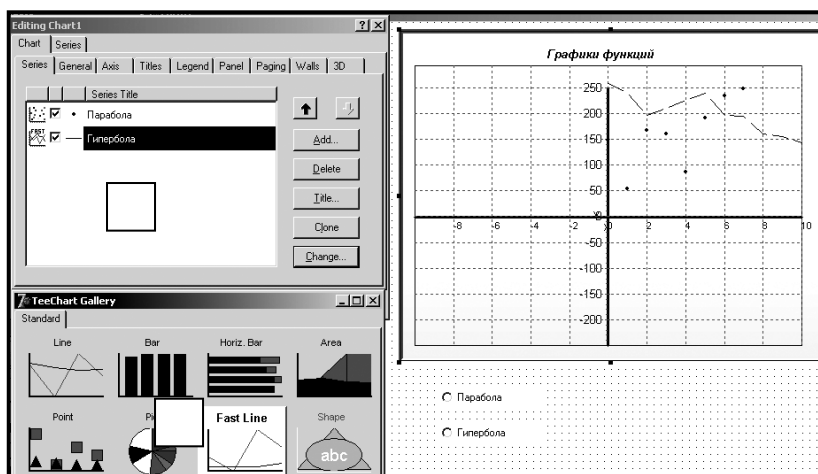 Editing Chart1
Chart Series
Series General Axis Titles Legend Panel Paging Walls 3D
Series Title
Парабола
Гипербола
Add...
Delete
Title...
Clone
Change...
TeeChart Gallery
Standard
Line Bar Horiz. Bar Area
Point Fast Line Shape
abc
Графики функций
250
200
150
100
50
-8 -6 -4 -2 2 4 6 8 10
-50
-100
-150
-200
Парабола
Гипербола